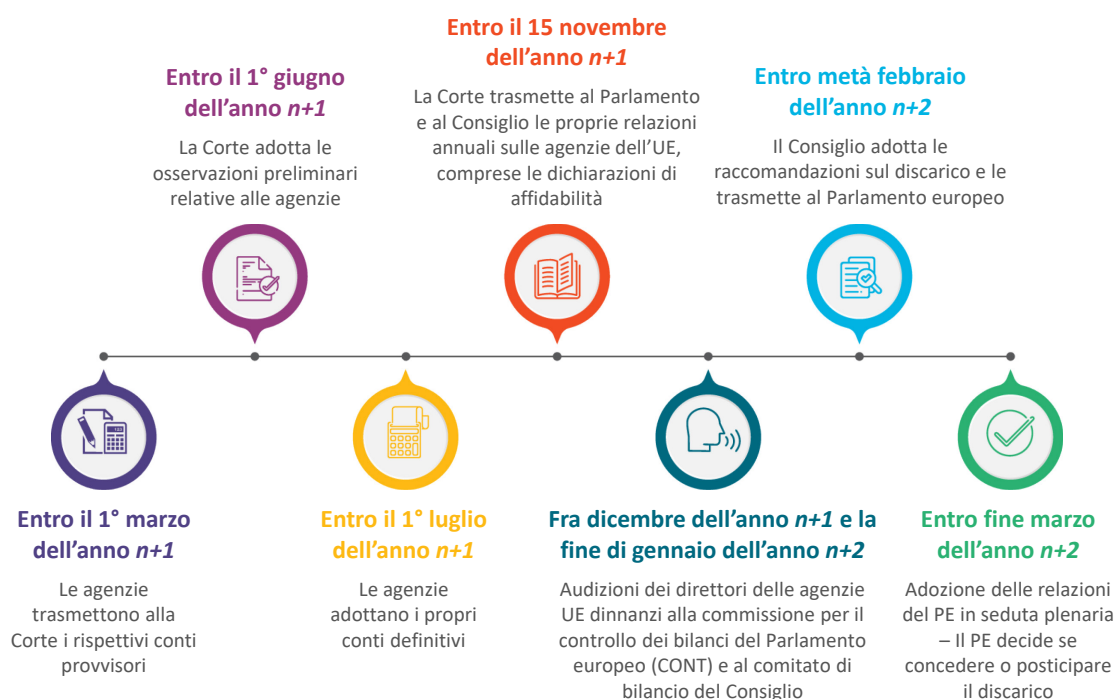 Entro il 15 novembre
dell'anno n+1
La Corte trasmette al Parlamento
e al Consiglio le proprie relazioni
annuali sulle agenzie dell'UE,
comprese le dichiarazioni di
affidabilità
Entro il 1° giugno
dell'anno n+1
La Corte adotta le
osservazioni preliminari
relative alle agenzie
Entro metà febbraio
dell'anno n+2
Il Consiglio adotta le
raccomandazioni sul discarico e le
trasmette al Parlamento europeo
Entro il 1° marzo
dell'anno n+1
Le agenzie
trasmettono alla
Corte i rispettivi conti
provvisori
Entro il 1° luglio
dell'anno n+1
Le agenzie
adottano i propri
conti definitivi
Fra dicembre dell'anno n+1 e la
fine di gennaio dell'anno n+2
Audizioni dei direttori delle agenzie
UE dinnanzi alla commissione per il
controllo dei bilanci del Parlamento
europeo (CONT) e al comitato di
bilancio del Consiglio
Entro fine marzo
dell'anno n+2
Adozione delle relazioni
del PE in seduta plenaria
– Il PE decide se
concedere o posticipare
il discarico